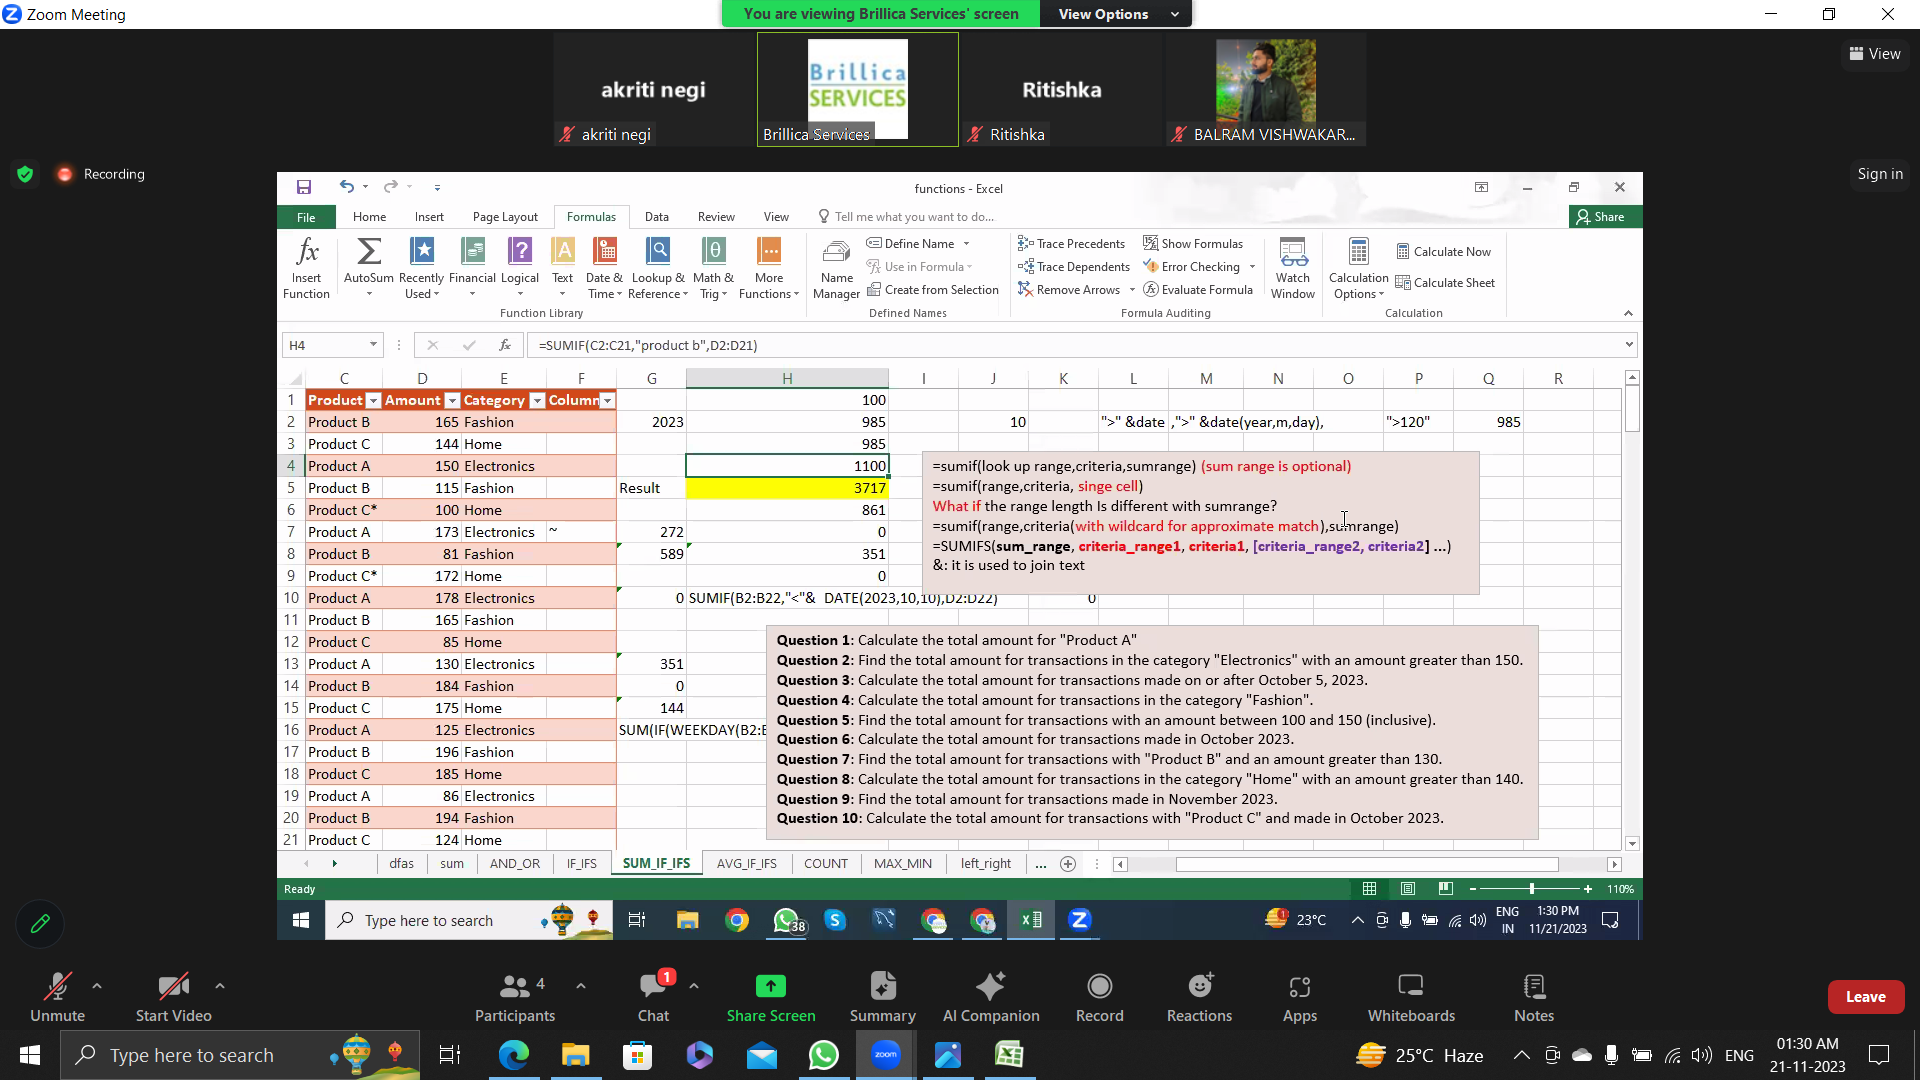 Zoom Meeting
You are viewing Brillica Services' screen
View Options
View
akriti negi
akriti negi
Brillica
SERVICES
Brillica Services
Ritishka
Ritishka
BALRAM VISHWAKAR...
Recording
Sign in
functions - Excel
File Home Insert Page Layout Formulas Data Review View Tell me what you want to do... Share
Insert Function
AutoSum
Recently Used
Financial
Logical
Text
Date & Time
Lookup & Reference
Math & Trig
More Functions
Function Library
Name Manager
Define Name
Use in Formula
Create from Selection
Defined Names
Trace Precedents
Trace Dependents
Remove Arrows
Show Formulas
Error Checking
Evaluate Formula
Formula Auditing
Watch Window
Calculation Options
Calculate Now
Calculate Sheet
Calculation
H4 fx =SUMIF(C2:C21,"product b",D2:D21)
C D E F G H I J K L M N O P Q R
1 Product Amount Category Column 100
2 Product B 165 Fashion 2023 985 10 ">" &date ,">" &date(year,m,day), ">120" 985
3 Product C 144 Home 985
4 Product A 150 Electronics 1100
5 Product B 115 Fashion Result 3717
6 Product C* 100 Home 861
7 Product A 173 Electronics ~ 272 0
8 Product B 81 Fashion 589 351
9 Product C* 172 Home 0
10 Product A 178 Electronics 0 SUMIF(B2:B22,"<"& DATE(2023,10,10),D2:D22) 0
11 Product B 165 Fashion
12 Product C 85 Home
13 Product A 130 Electronics 351
14 Product B 184 Fashion 0
15 Product C 175 Home 144
16 Product A 125 Electronics SUM(IF(WEEKDAY(B2:B
17 Product B 196 Fashion
18 Product C 185 Home
19 Product A 86 Electronics
20 Product B 194 Fashion
21 Product C 124 Home
=sumif(look up range,criteria,sumrange) (sum range is optional)
=sumif(range,criteria, singe cell)
What if the range length Is different with sumrange?
=sumif(range,criteria(with wildcard for approximate match),sumrange)
=SUMIFS(sum_range, criteria_range1, criteria1, [criteria_range2, criteria2] ...)
&: it is used to join text
Question 1: Calculate the total amount for "Product A"
Question 2: Find the total amount for transactions in the category "Electronics" with an amount greater than 150.
Question 3: Calculate the total amount for transactions made on or after October 5, 2023.
Question 4: Calculate the total amount for transactions in the category "Fashion".
Question 5: Find the total amount for transactions with an amount between 100 and 150 (inclusive).
Question 6: Calculate the total amount for transactions made in October 2023.
Question 7: Find the total amount for transactions with "Product B" and an amount greater than 130.
Question 8: Calculate the total amount for transactions in the category "Home" with an amount greater than 140.
Question 9: Find the total amount for transactions made in November 2023.
Question 10: Calculate the total amount for transactions with "Product C" and made in October 2023.
dfas sum AND_OR IF_IFS SUM_IF_IFS AVG_IF_IFS COUNT MAX_MIN left_right ...
Ready 110%
Type here to search 38 1 23°C ENG IN 1:30 PM 11/21/2023
Unmute
Start Video
Participants 4
Chat 1
Share Screen
Summary
AI Companion
Record
Reactions
Apps
Whiteboards
Notes
Leave
Type here to search zoom 25°C Haze ENG 01:30 AM 21-11-2023